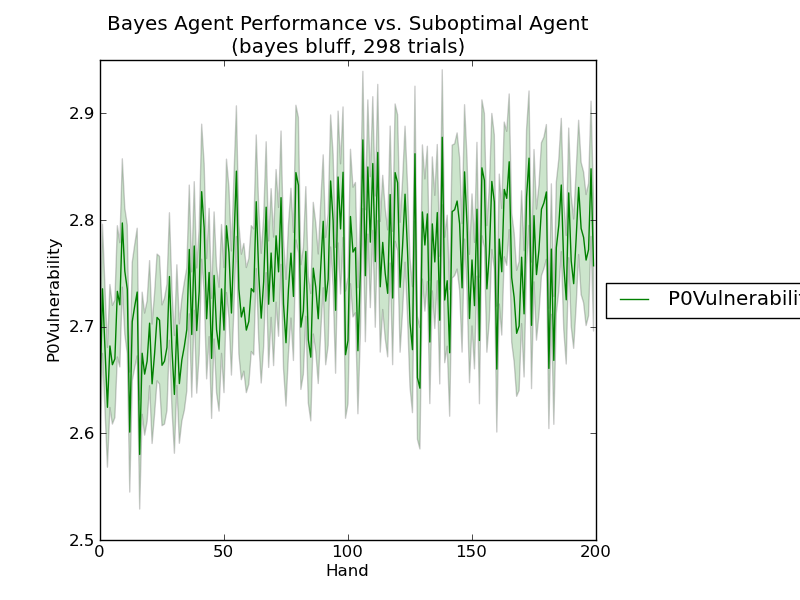 Bayes Agent Performance vs. Suboptimal Agent
(bayes bluff, 298 trials)
P0Vulnerability
2.9
2.8
2.7
2.6
2.5
0 50 100 150 200
Hand
P0Vulnerabili